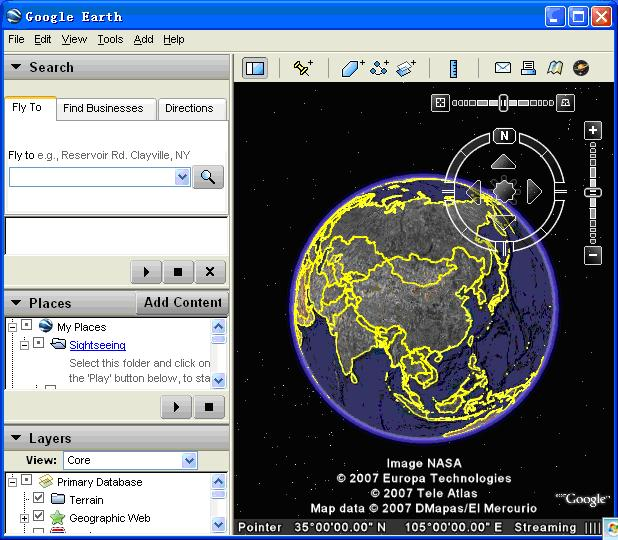 Google Earth
File Edit View Tools Add Help
Search
Fly To Find Businesses Directions
Fly to e.g., Reservoir Rd. Clayville, NY
Places Add Content
My Places
Sightseeing
Select this folder and click on
the 'Play' button below, to sta
Layers
View: Core
Primary Database
Terrain
Geographic Web
N
Image NASA
© 2007 Europa Technologies
© 2007 Tele Atlas
Map data © 2007 DMapas/El Mercurio
Google
Pointer 35°00'00.00" N 105°00'00.00" E Streaming ||||